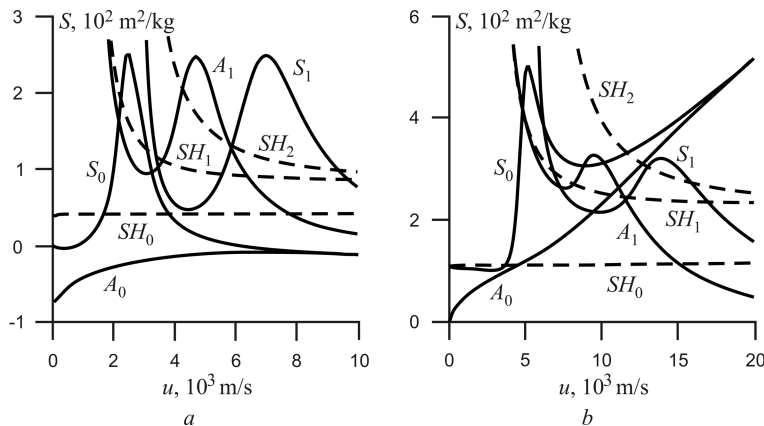 S, 10² m²/kg
3
2
1
0
-1
S₀
A₁
S₁
SH₁
SH₂
SH₀
A₀
0 2 4 6 8 10
u, 10³ m/s
a
S, 10² m²/kg
6
4
2
0
SH₂
S₀
S₁
SH₁
A₁
A₀
SH₀
0 5 10 15 20
u, 10³ m/s
b